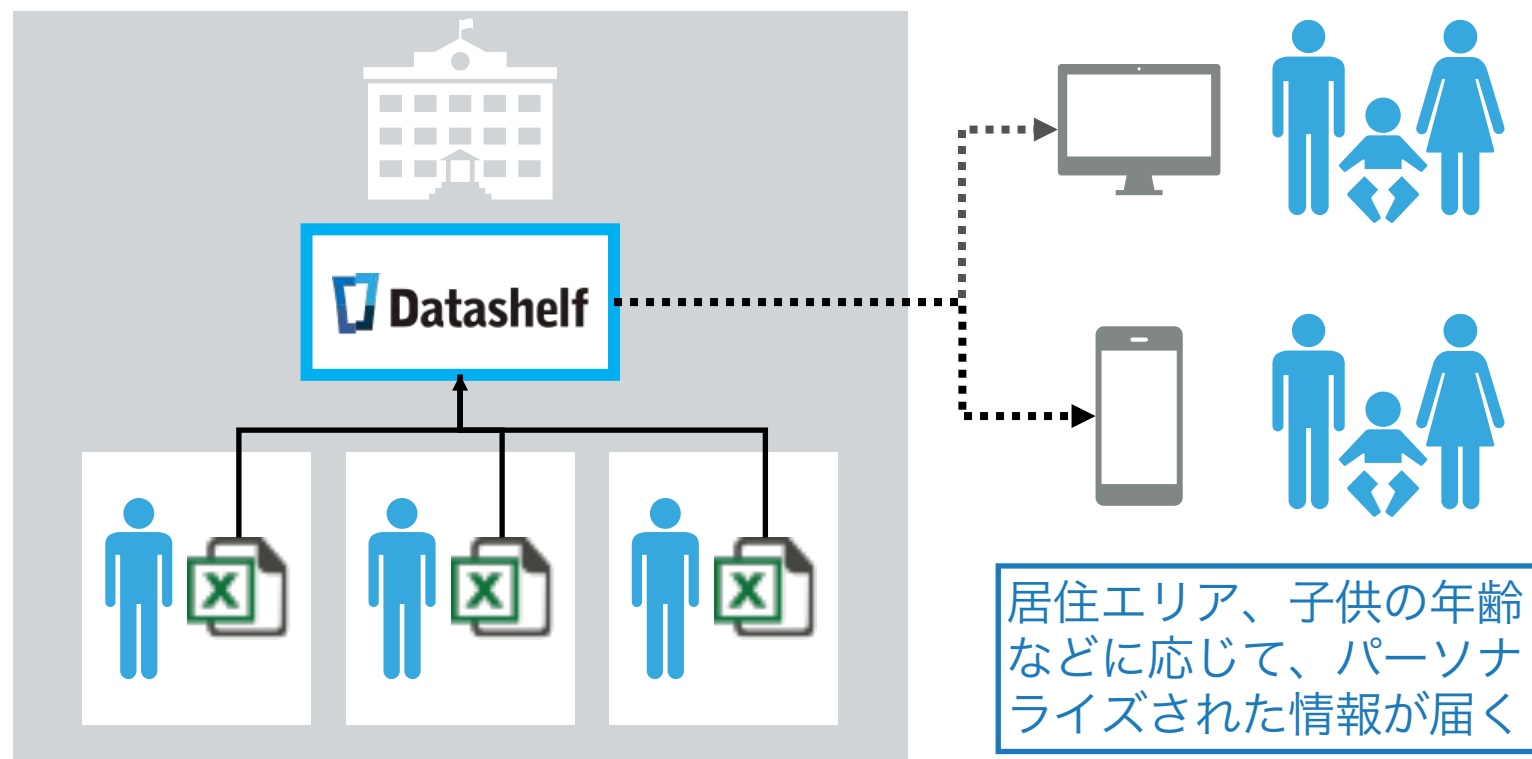 Datashelf
X
X
X
居住エリア、子供の年齢
などに応じて、パーソナ
ライズされた情報が届く